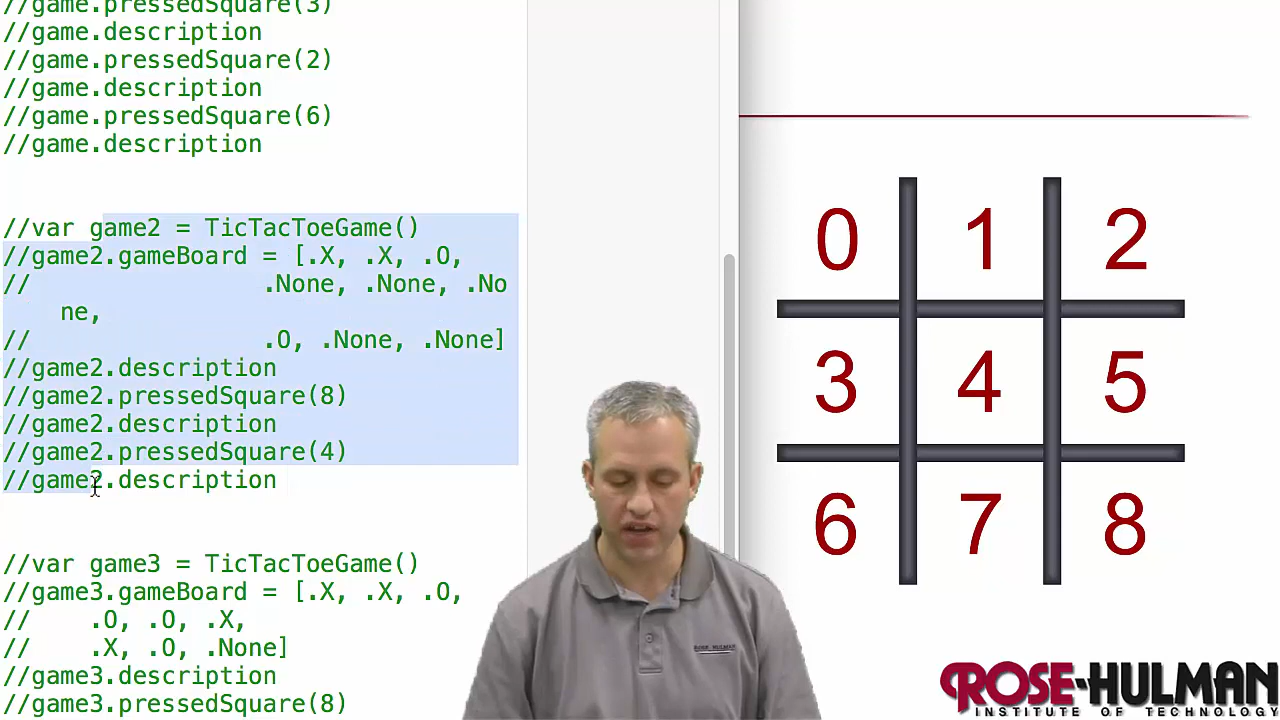 //game.pressedSquare(3)
//game.description
//game.pressedSquare(2)
//game.description
//game.pressedSquare(6)
//game.description
//var game2 = TicTacToeGame()
//game2.gameBoard = [.X, .X, .O,
//                .None, .None, .No
ne,
//                .O, .None, .None]
//game2.description
//game2.pressedSquare(8)
//game2.description
//game2.pressedSquare(4)
//game2.description
//var game3 = TicTacToeGame()
//game3.gameBoard = [.X, .X, .O,
//    .O, .O, .X,
//    .X, .O, .None]
//game3.description
//game3.pressedSquare(8)
0 1 2
3 4 5
6 7 8
ROSE-HULMAN
ROSE-HULMAN
INSTITUTE OF TECHNOLOGY